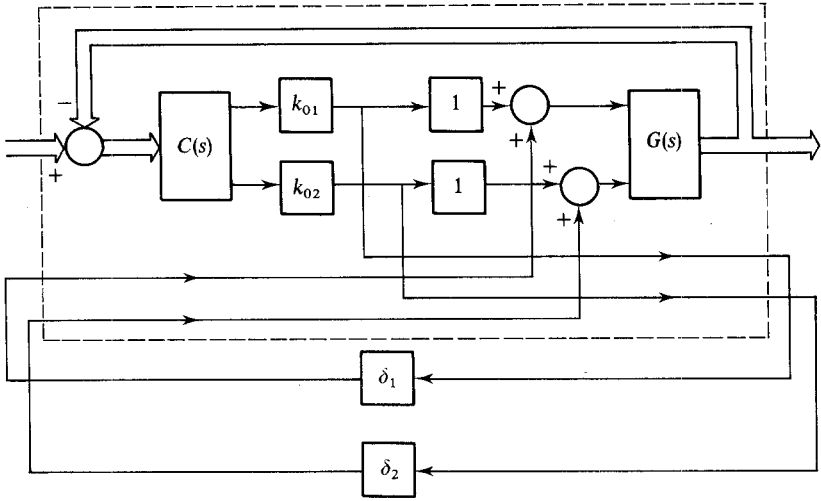 −
+
C(s)
k₀₁
k₀₂
1
1
+
+
+
+
G(s)
δ₁
δ₂